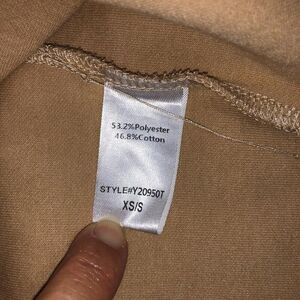 53.2%Polyester
46.8%Cotton
STYLE#Y20950T
XS/S